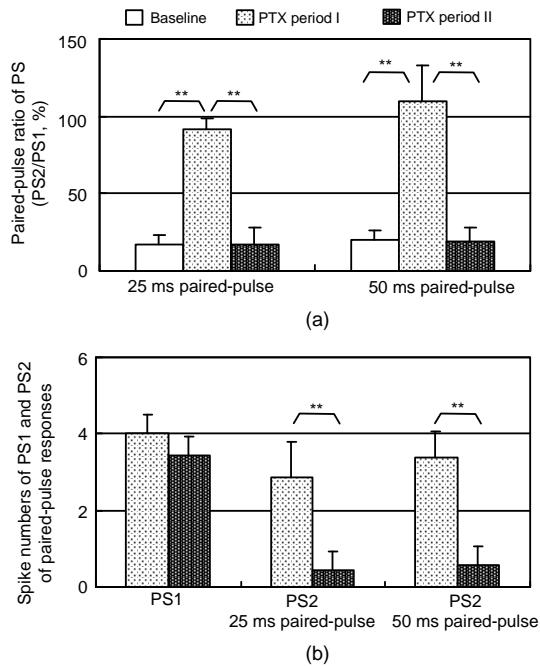 Baseline PTX period I PTX period II
Paired-pulse ratio of PS
(PS2/PS1, %)
150
100
50
0
** ** ** **
25 ms paired-pulse 50 ms paired-pulse
(a)
Spike numbers of PS1 and PS2
of paired-pulse responses
6
4
2
0
** **
PS1 PS2 PS2
25 ms paired-pulse 50 ms paired-pulse
(b)